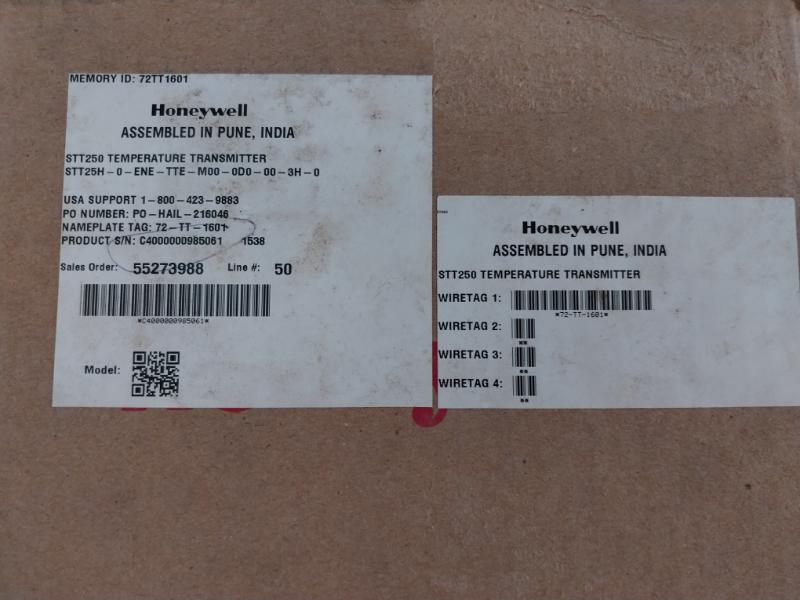 MEMORY ID: 72TT1601
Honeywell
ASSEMBLED IN PUNE, INDIA
STT250 TEMPERATURE TRANSMITTER
STT25H-0-ENE-TTE-M00-0D0-00-3H-0
USA SUPPORT 1-800-423-9883
PO NUMBER: PO-HAIL-216046
NAMEPLATE TAG: 72-TT-1601
PRODUCT S/N: C4000000985061 1538
Sales Order: 55273988 Line #: 50
*C4000000985061*
Model:
Honeywell
ASSEMBLED IN PUNE, INDIA
STT250 TEMPERATURE TRANSMITTER
WIRETAG 1:
*72-TT-1601*
WIRETAG 2:
**
WIRETAG 3:
**
WIRETAG 4:
**